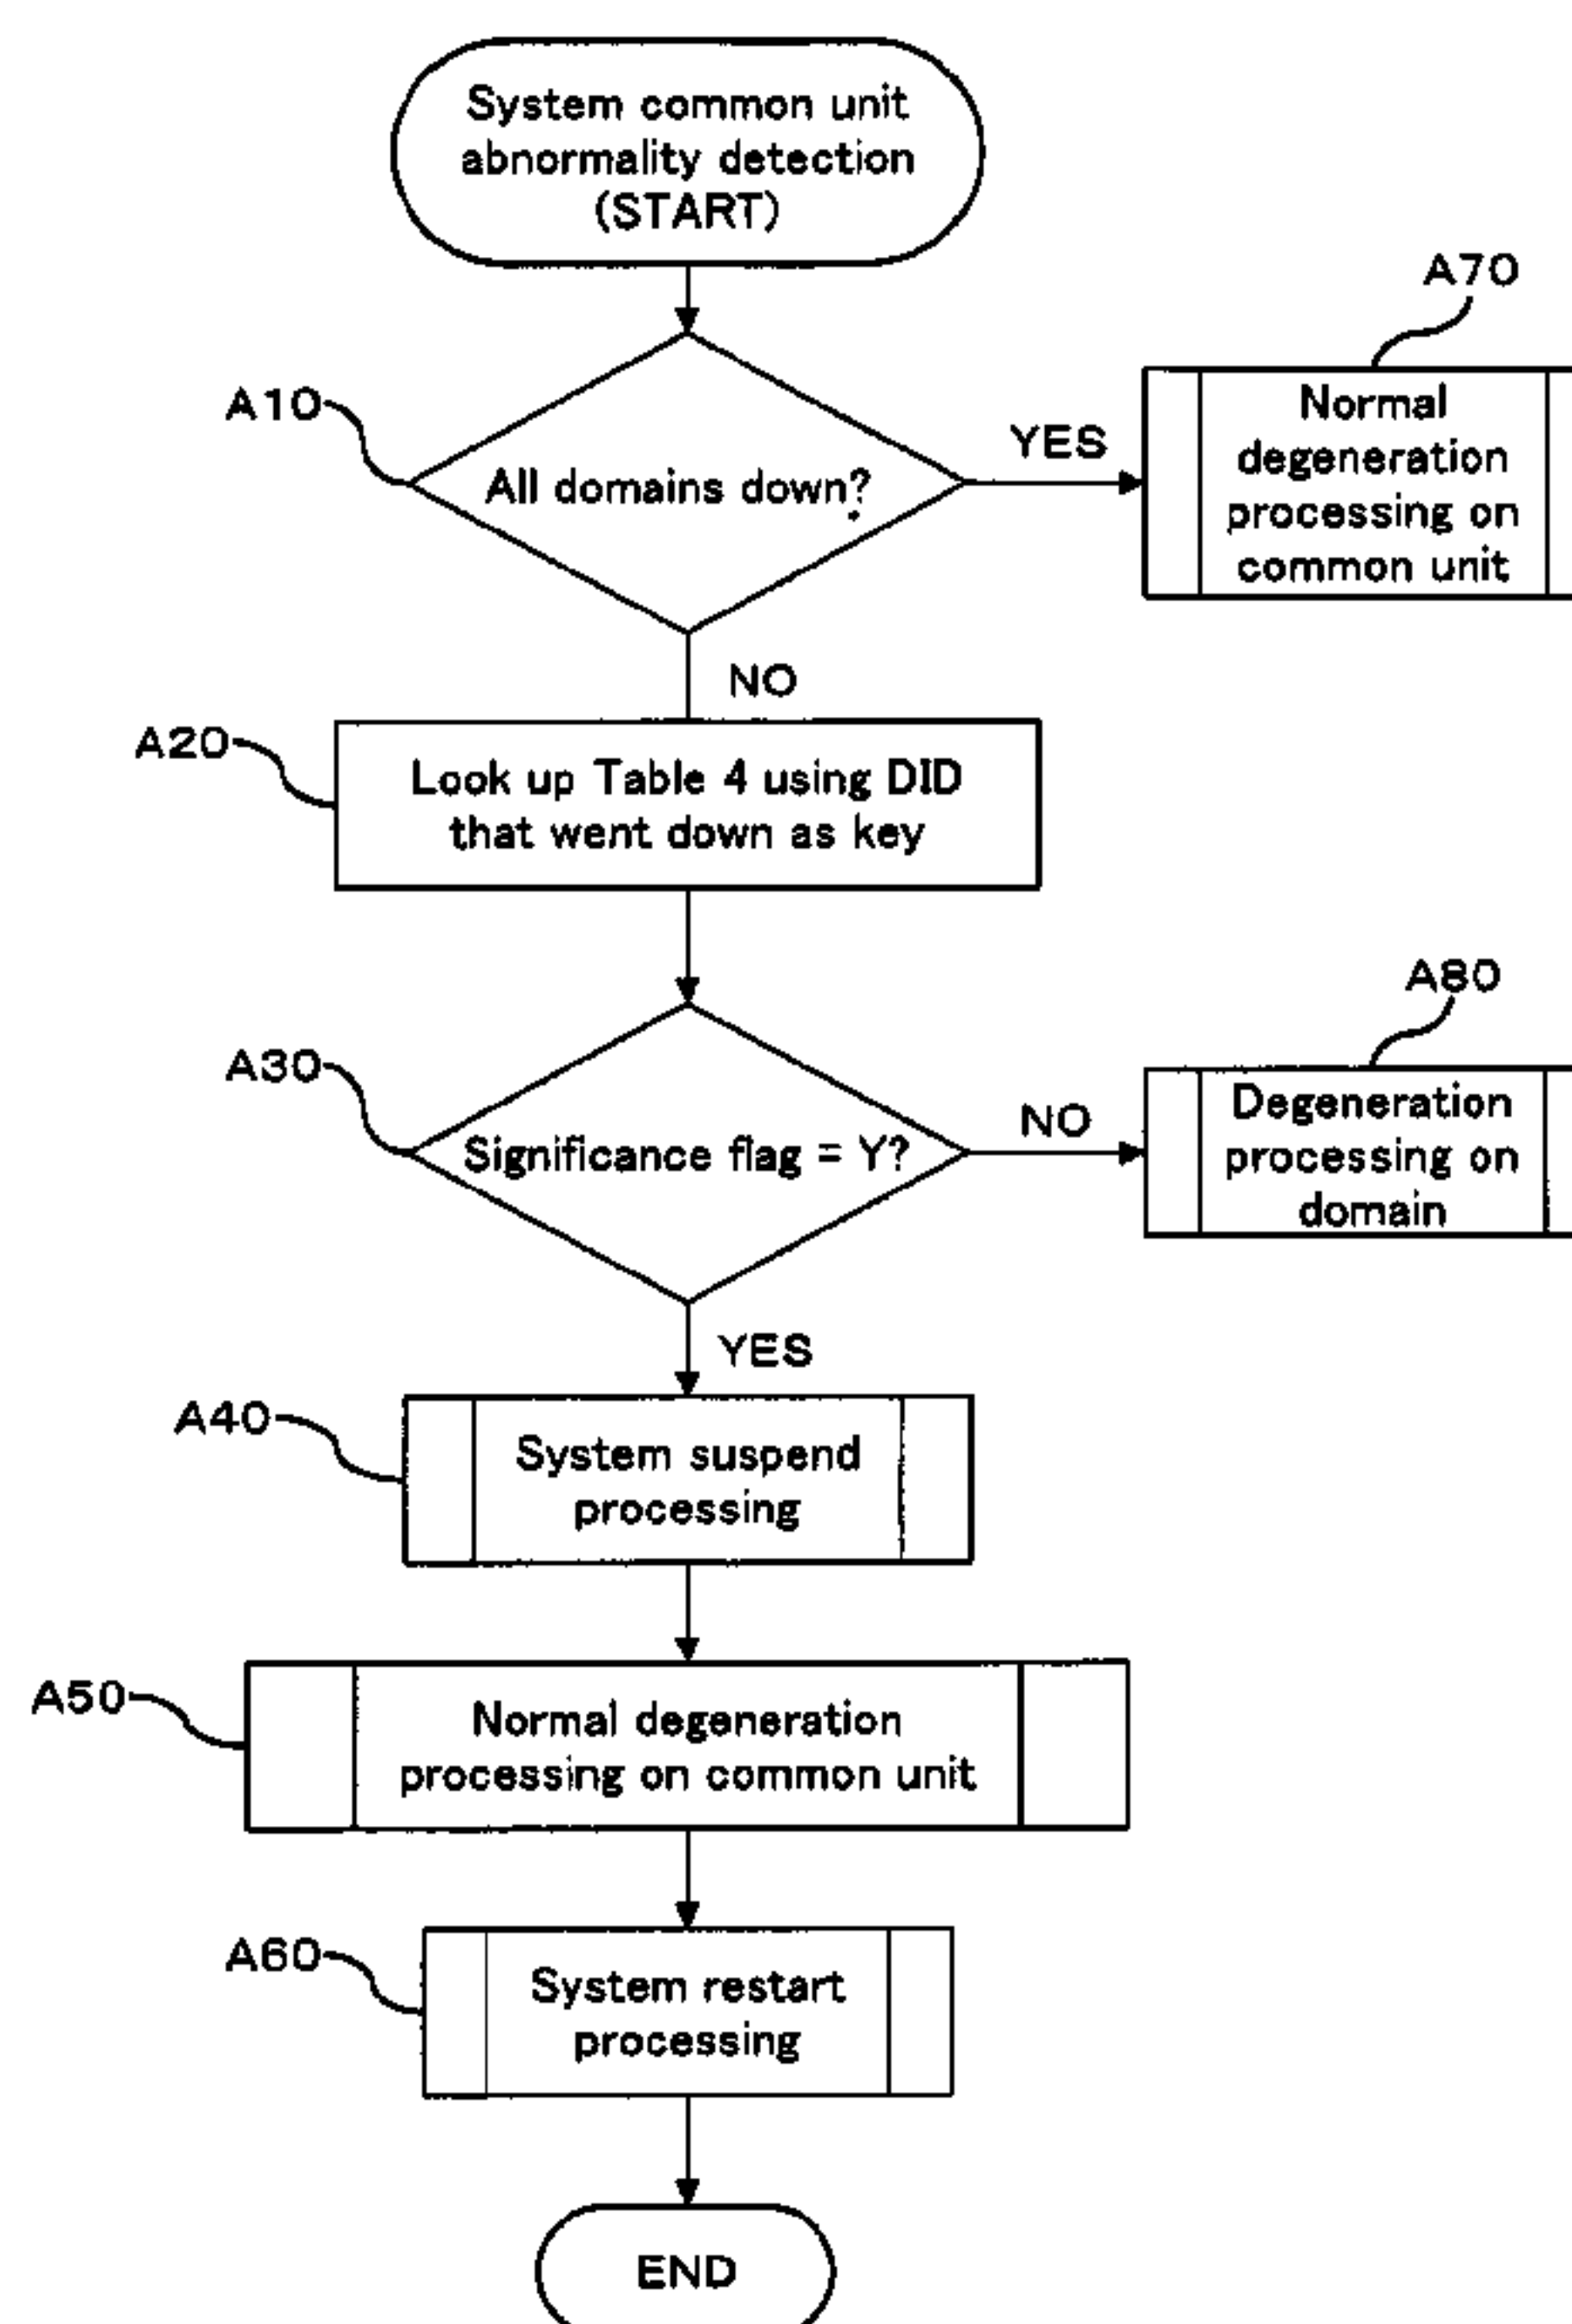 System common unit
abnormality detection
(START)
A10
All domains down?
YES
A70
Normal
degeneration
processing on
common unit
NO
A20
Look up Table 4 using DID
that went down as key
A30
Significance flag = Y?
NO
A80
Degeneration
processing on
domain
YES
A40
System suspend
processing
A50
Normal degeneration
processing on common unit
A60
System restart
processing
END